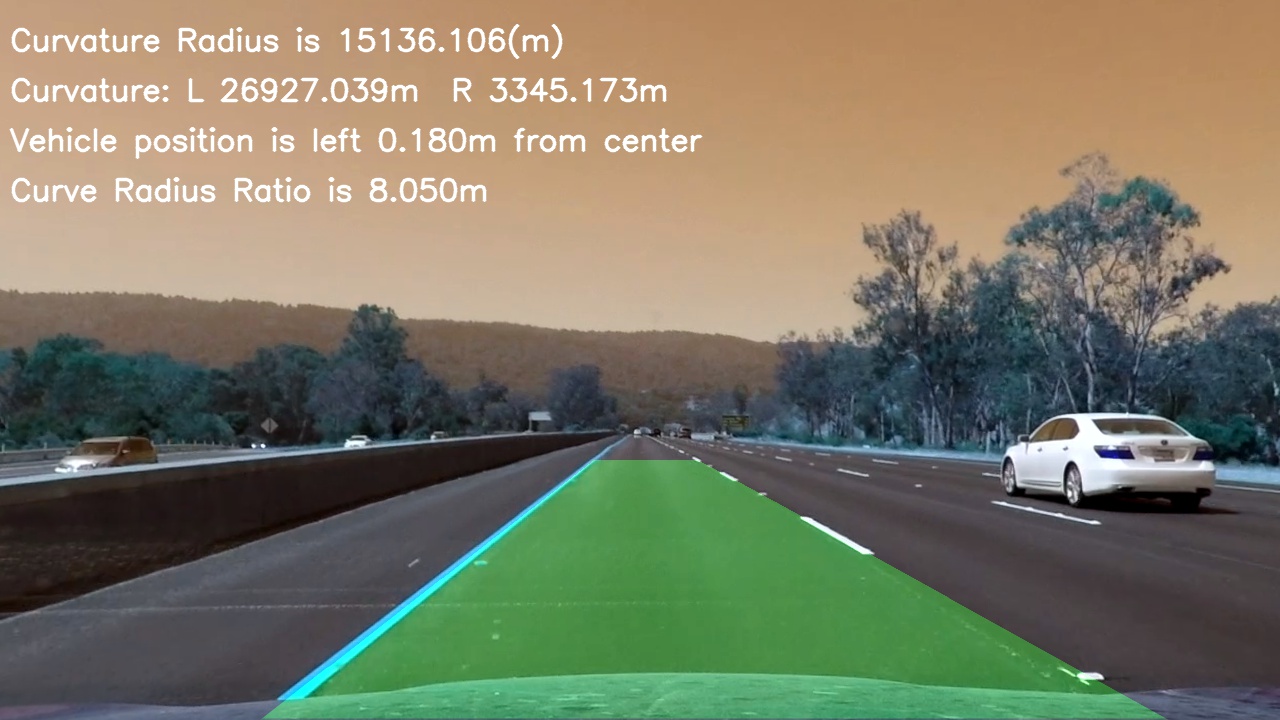 Curvature Radius is 15136.106(m)
Curvature: L 26927.039m R 3345.173m
Vehicle position is left 0.180m from center
Curve Radius Ratio is 8.050m